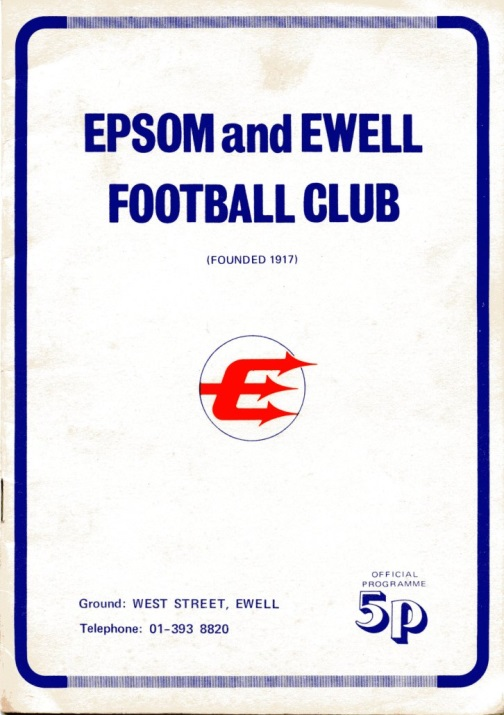 EPSOM and EWELL
FOOTBALL CLUB
(FOUNDED 1917)
E
Ground: WEST STREET, EWELL
Telephone: 01-393 8820
OFFICIAL
PROGRAMME
5p